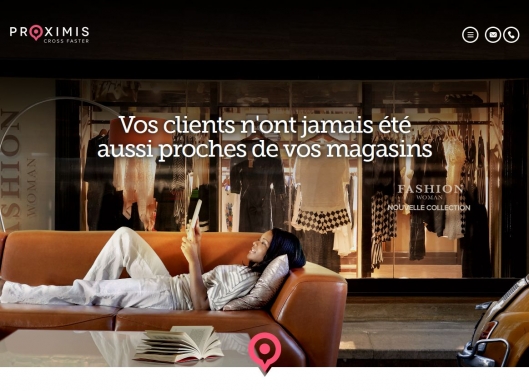 PROXIMIS
CROSS FASTER
Vos clients n'ont jamais été
aussi proches de vos magasins
FASHION
WOMAN
FASHION
WOMAN
NOUVELLE COLLECTION